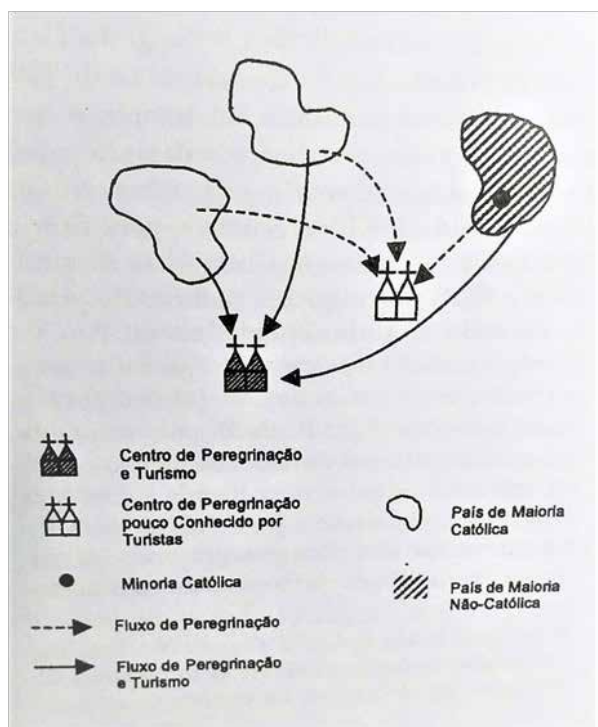 Centro de Peregrinação
e Turismo
Centro de Peregrinação
pouco Conhecido por
Turistas
Minoria Católica
Fluxo de Peregrinação
Fluxo de Peregrinação
e Turismo
País de Maioria
Católica
País de Maioria
Não-Católica